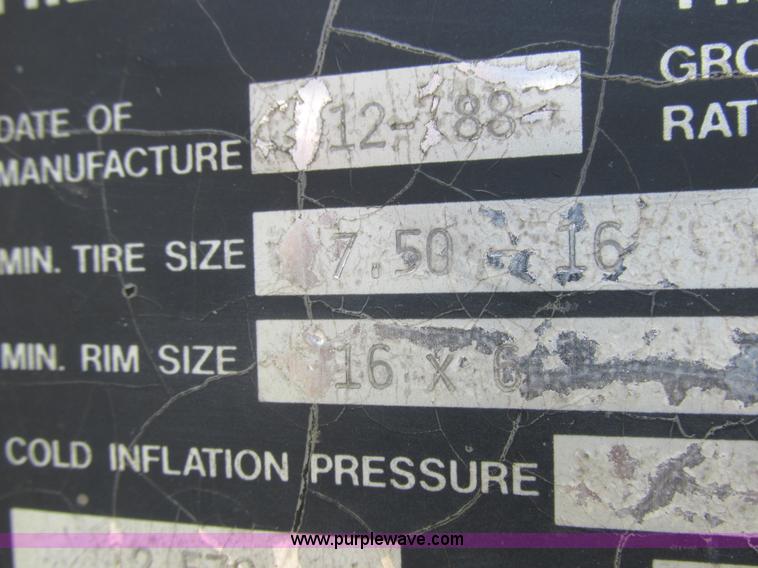 GRO
DATE OF 12-88
RAT
MANUFACTURE
MIN. TIRE SIZE 7.50 - 16
MIN. RIM SIZE 16 x 6
COLD INFLATION PRESSURE
www.purplewave.com